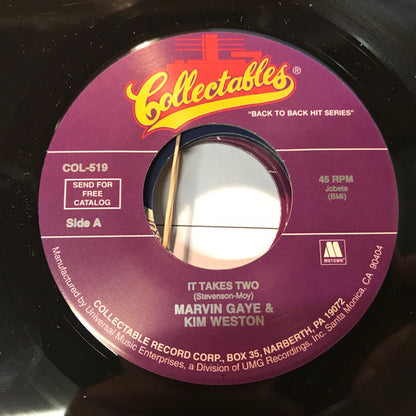 Collectables®
"BACK TO BACK HIT SERIES"
COL-519
SEND FOR
FREE
CATALOG
Side A
45 RPM
Jobete
(BMI)
M
MOTOWN
IT TAKES TWO
(Stevenson-Moy)
MARVIN GAYE &
KIM WESTON
COLLECTABLE RECORD CORP., BOX 35, NARBERTH, PA 19072
Manufactured by Universal Music Enterprises, a Division of UMG Recordings, Inc. Santa Monica, CA 90404